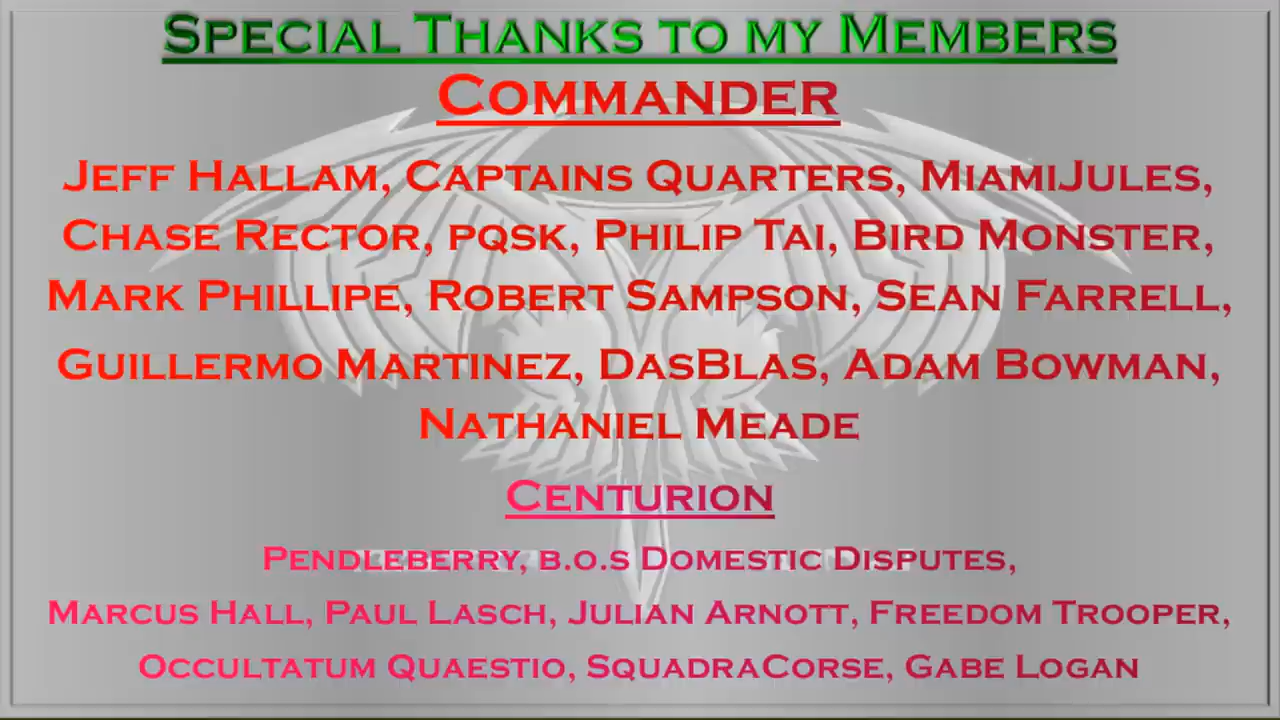 Special Thanks to my Members
Commander
Jeff Hallam, Captains Quarters, MiamiJules,
Chase Rector, pqsk, Philip Tai, Bird Monster,
Mark Phillipe, Robert Sampson, Sean Farrell,
Guillermo Martinez, DasBlas, Adam Bowman,
Nathaniel Meade
Centurion
Pendleberry, b.o.s Domestic Disputes,
Marcus Hall, Paul Lasch, Julian Arnott, Freedom Trooper,
Occultatum Quaestio, SquadraCorse, Gabe Logan